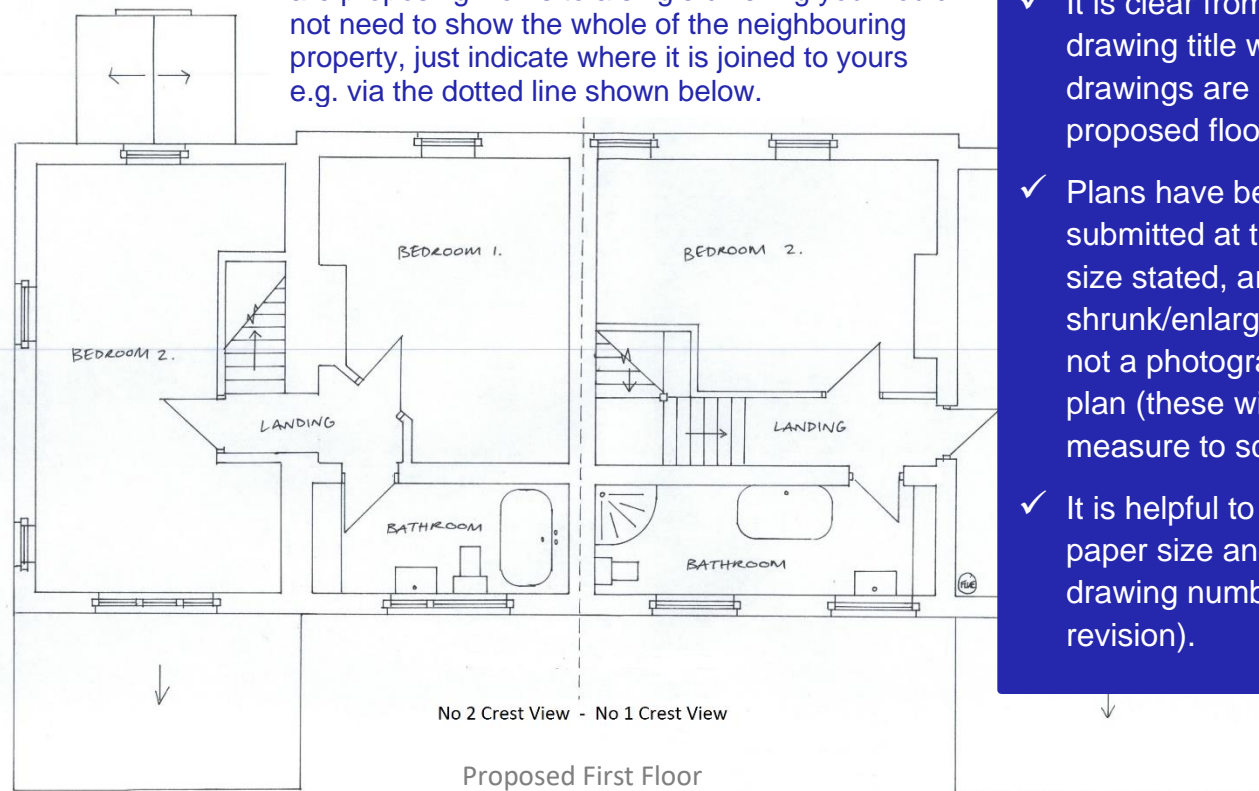 not need to show the whole of the neighbouring
property, just indicate where it is joined to yours
e.g. via the dotted line shown below.
BEDROOM 1.
BEDROOM 2.
BEDROOM 2.
LANDING
LANDING
BATHROOM
BATHROOM
FLUE
No 2 Crest View - No 1 Crest View
Proposed First Floor
✓ It is clear from
drawing title w
drawings are
proposed floo
✓ Plans have be
submitted at t
size stated, a
shrunk/enlarg
not a photogra
plan (these wi
measure to sc
✓ It is helpful to
paper size an
drawing numb
revision).